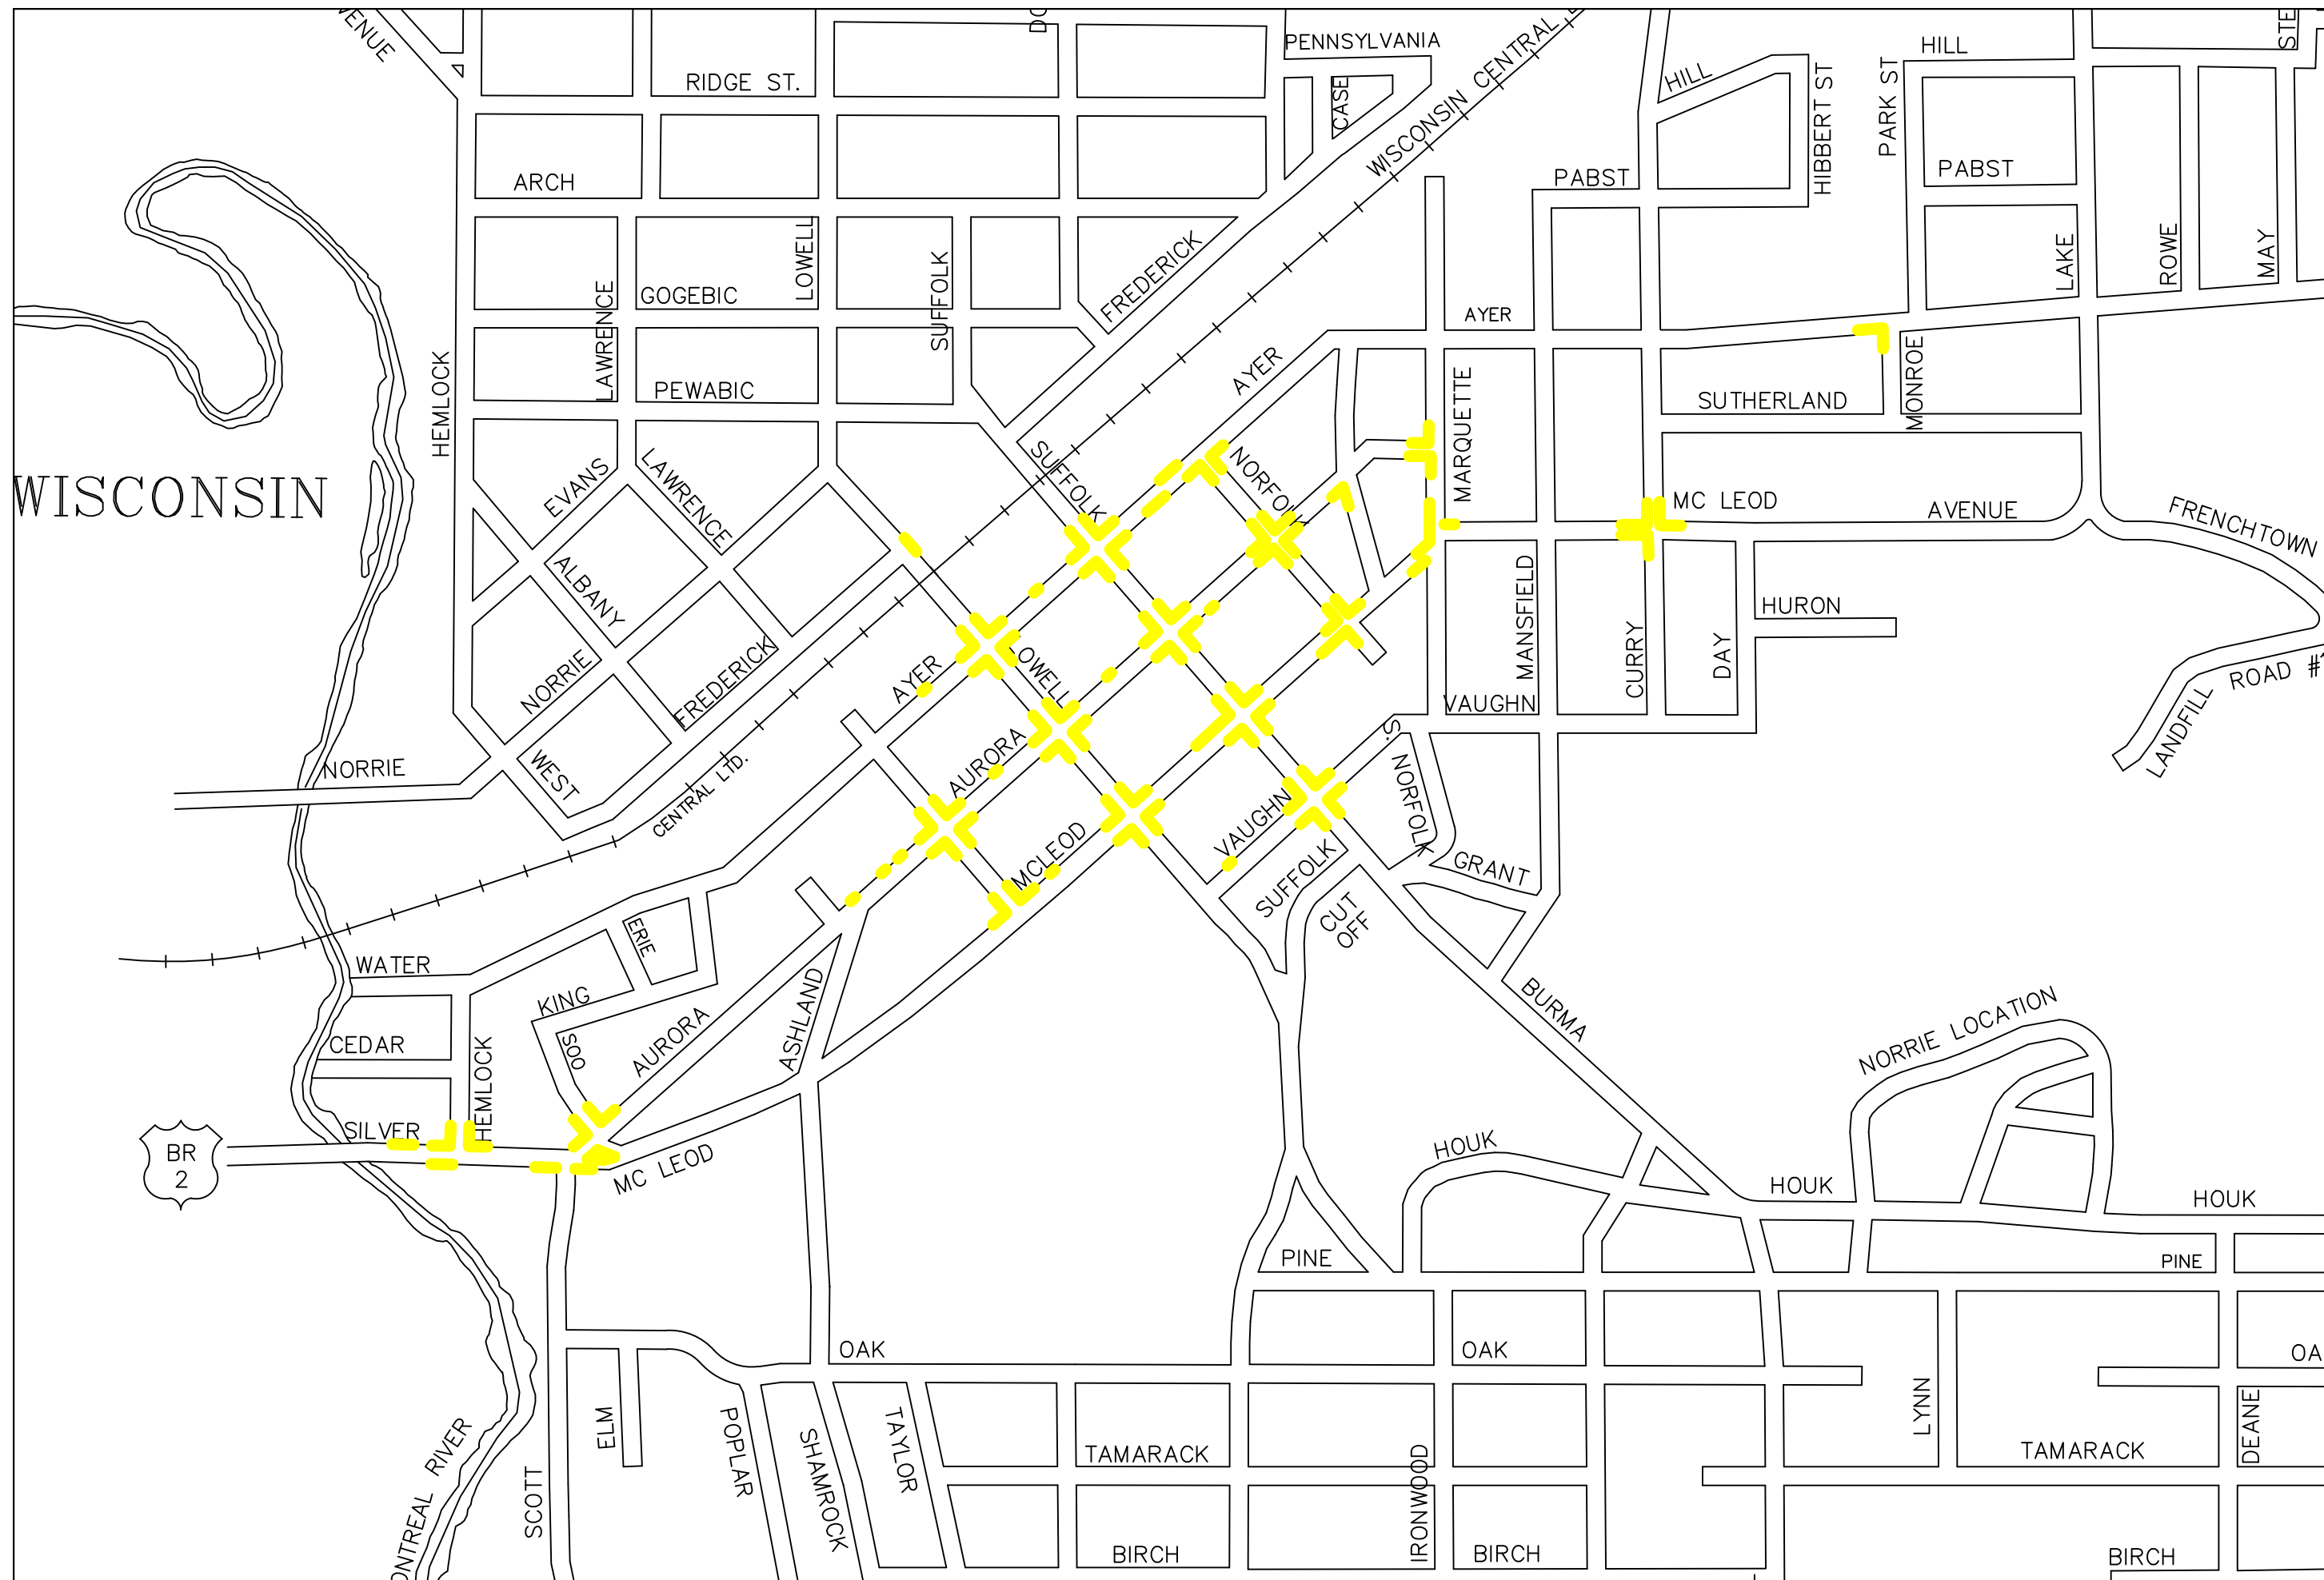 PENNSYLVANIA
HILL
RIDGE ST.
HILL
CASE
WISCONSIN CENTRAL
HIBBERT ST
PARK ST
PABST
PABST
ARCH
LOWELL
SUFFOLK
FREDERICK
LAKE
ROWE
MAY
GOGEBIC
LAWRENCE
AYER
HEMLOCK
PEWABIC
AYER
MARQUETTE
SUTHERLAND
MONROE
WISCONSIN
EVANS
LAWRENCE
SUFFOLK
NORFOLK
MC LEOD
AVENUE
FRENCHTOWN
ALBANY
HURON
MANSFIELD
CURRY
DAY
NORRIE
FREDERICK
AYER
LOWELL
VAUGHN
ROAD #
LANDFILL
NORRIE
WEST
CENTRAL LTD.
AURORA
S. NORFOLK
VAUGHN
MCLEOD
SUFFOLK
CUT
OFF
GRANT
ERIE
WATER
KING
ASHLAND
BURMA
NORRIE LOCATION
CEDAR
HEMLOCK
SOO
AURORA
SILVER
BR
2
MC LEOD
HOUK
HOUK
HOUK
PINE
PINE
OAK
OAK
ELM
POPLAR
SHAMROCK
TAYLOR
TAMARACK
IRONWOOD
LYNN
TAMARACK
DEANE
RIVER
SCOTT
BIRCH
BIRCH
BIRCH